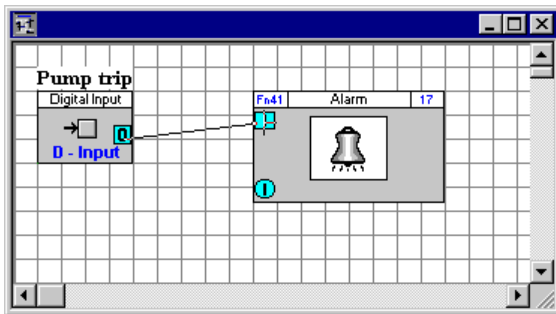 Pump trip
Digital Input
Q
D - Input
Fn41 Alarm 17
I